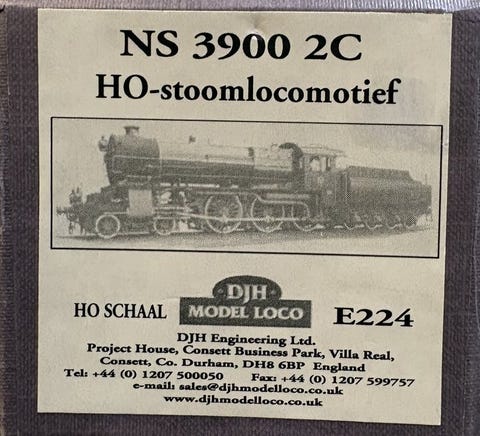 NS 3900 2C
HO-stoomlocomotief
HO SCHAAL
DJH
MODEL LOCO
E224
DJH Engineering Ltd.
Project House, Consett Business Park, Villa Real,
Consett, Co. Durham, DH8 6BP England
Tel: +44 (0) 1207 500050 Fax: +44 (0) 1207 599757
e-mail: sales@djhmodelloco.co.uk
www.djhmodelloco.co.uk